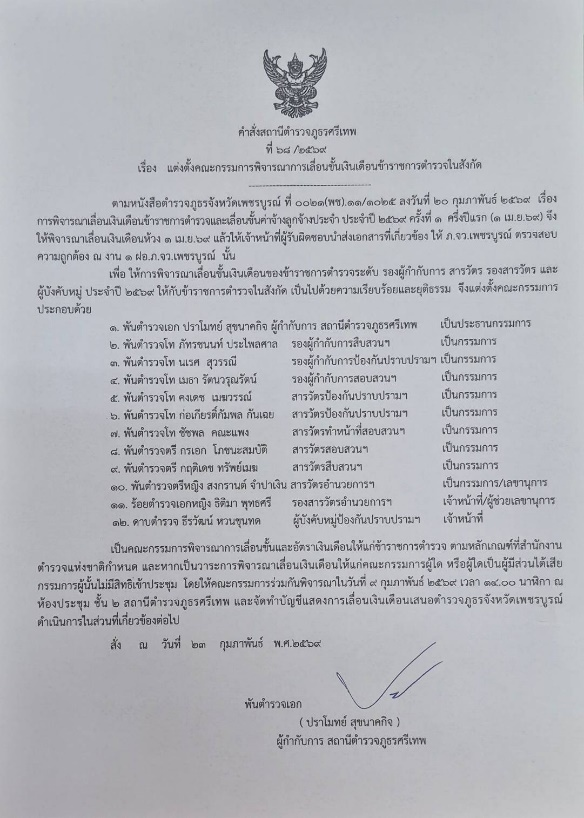 คำสั่งสถานีตำรวจภูธรศรีเทพ
ที่ ๖๘ /๒๕๖๙
เรื่อง แต่งตั้งคณะกรรมการพิจารณาการเลื่อนขั้นเงินเดือนข้าราชการตำรวจในสังกัด
ตามหนังสือตำรวจภูธรจังหวัดเพชรบูรณ์ ที่ ๐๐๒๑(พช).๑๑/๑๐๒๕ ลงวันที่ ๒๐ กุมภาพันธ์ ๒๕๖๙ เรื่อง
การพิจารณาเลื่อนเงินเดือนข้าราชการตำรวจและเลื่อนขั้นค่าจ้างลูกจ้างประจำ ประจำปี ๒๕๖๙ ครั้งที่ ๑ ครึ่งปีแรก (๑ เม.ย.๖๙) จึง
ให้พิจารณาเลื่อนเงินเดือนห้วง ๑ เม.ย.๖๙ แล้วให้เจ้าหน้าที่ผู้รับผิดชอบนำส่งเอกสารที่เกี่ยวข้อง ให้ ภ.จว.เพชรบูรณ์ ตรวจสอบ
ความถูกต้อง ณ งาน ๑ ฝอ.ภ.จว.เพชรบูรณ์ นั้น
เพื่อ ให้การพิจารณาเลื่อนขั้นเงินเดือนของข้าราชการตำรวจระดับ รองผู้กำกับการ สารวัตร รองสารวัตร และ
ผู้บังคับหมู่ ประจำปี ๒๕๖๙ ให้กับข้าราชการตำรวจในสังกัด เป็นไปด้วยความเรียบร้อยและยุติธรรม จึงแต่งตั้งคณะกรรมการ
ประกอบด้วย
๑. พันตำรวจเอก ปราโมทย์ สุขนาคกิจ ผู้กำกับการ สถานีตำรวจภูธรศรีเทพ เป็นประธานกรรมการ
๒. พันตำรวจโท ภัทรชนนท์ ประไพลศาล รองผู้กำกับการสืบสวนฯ เป็นกรรมการ
๓. พันตำรวจโท นเรศ สุวรรณี รองผู้กำกับการป้องกันปราบปรามฯ เป็นกรรมการ
๔. พันตำรวจโท เมธา รัตนวรุณรัตน์ รองผู้กำกับการสอบสวนฯ เป็นกรรมการ
๕. พันตำรวจโท คงเดช เมฆวรรณ์ สารวัตรป้องกันปราบปรามฯ เป็นกรรมการ
๖. พันตำรวจโท ก่อเกียรติ์กัมพล กันเฉย สารวัตรป้องกันปราบปรามฯ เป็นกรรมการ
๗. พันตำรวจโท ชัชพล คณะแพง สารวัตรทำหน้าที่สอบสวนฯ เป็นกรรมการ
๘. พันตำรวจตรี กรเอก โภชนะสมบัติ สารวัตรสอบสวนฯ เป็นกรรมการ
๙. พันตำรวจตรี กฤติเดช ทรัพย์เมฆ สารวัตรสืบสวนฯ เป็นกรรมการ
๑๐. พันตำรวจตรีหญิง สงกรานต์ จำปาเงิน สารวัตรอำนวยการฯ เป็นกรรมการ/เลขานุการ
๑๑. ร้อยตำรวจเอกหญิง ธิติมา พุทธศรี รองสารวัตรอำนวยการฯ เจ้าหน้าที่/ผู้ช่วยเลขานุการ
๑๒. ดาบตำรวจ ธีรวัฒน์ หวนขุนทด ผู้บังคับหมู่ป้องกันปราบปรามฯ เจ้าหน้าที่
เป็นคณะกรรมการพิจารณาการเลื่อนขั้นและอัตราเงินเดือนให้แก่ข้าราชการตำรวจ ตามหลักเกณฑ์ที่สำนักงาน
ตำรวจแห่งชาติกำหนด และหากเป็นวาระการพิจารณาเลื่อนเงินเดือนให้แก่คณะกรรมการผู้ใด หรือผู้ใดเป็นผู้มีส่วนได้เสีย
กรรมการผู้นั้นไม่มีสิทธิเข้าประชุม โดยให้คณะกรรมการร่วมกันพิจารณาในวันที่ ๙ กุมภาพันธ์ ๒๕๖๙ เวลา ๑๔.๐๐ นาฬิกา ณ
ห้องประชุม ชั้น ๒ สถานีตำรวจภูธรศรีเทพ และจัดทำบัญชีแสดงการเลื่อนเงินเดือนเสนอตำรวจภูธรจังหวัดเพชรบูรณ์
ดำเนินการในส่วนที่เกี่ยวข้องต่อไป
สั่ง ณ วันที่ ๒๓ กุมภาพันธ์ พ.ศ.๒๕๖๙
พันตำรวจเอก
( ปราโมทย์ สุขนาคกิจ )
ผู้กำกับการ สถานีตำรวจภูธรศรีเทพ